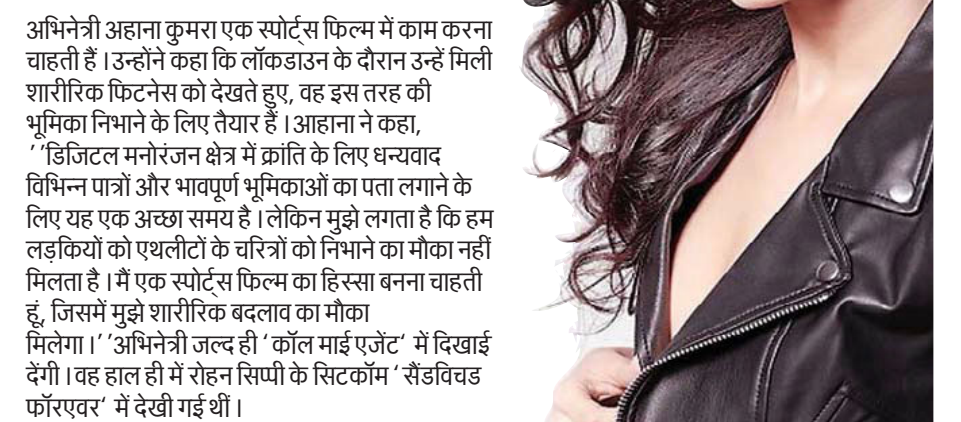 अभिनेत्री अहाना कुमरा एक स्पोर्ट्स फिल्म में काम करना
चाहती हैं । उन्होंने कहा कि लॉकडाउन के दौरान उन्हें मिली
शारीरिक फिटनेस को देखते हुए, वह इस तरह की
भूमिका निभाने के लिए तैयार हैं । आहाना ने कहा,
' 'डिजिटल मनोरंजन क्षेत्र में क्रांति के लिए धन्यवाद
विभिन्न पात्रों और भावपूर्ण भूमिकाओं का पता लगाने के
लिए यह एक अच्छा समय है । लेकिन मुझे लगता है कि हम
लड़कियों को एथलीटों के चरित्रों को निभाने का मौका नहीं
मिलता है । मैं एक स्पोर्ट्स फिल्म का हिस्सा बनना चाहती
हूं, जिसमें मुझे शारीरिक बदलाव का मौका
मिलेगा ।' 'अभिनेत्री जल्द ही ‘कॉल माई एजेंट‘ में दिखाई
देंगी । वह हाल ही में रोहन सिप्पी के सिटकॉम ‘ सैंडविचड
फॉरएवर‘ में देखी गई थीं ।